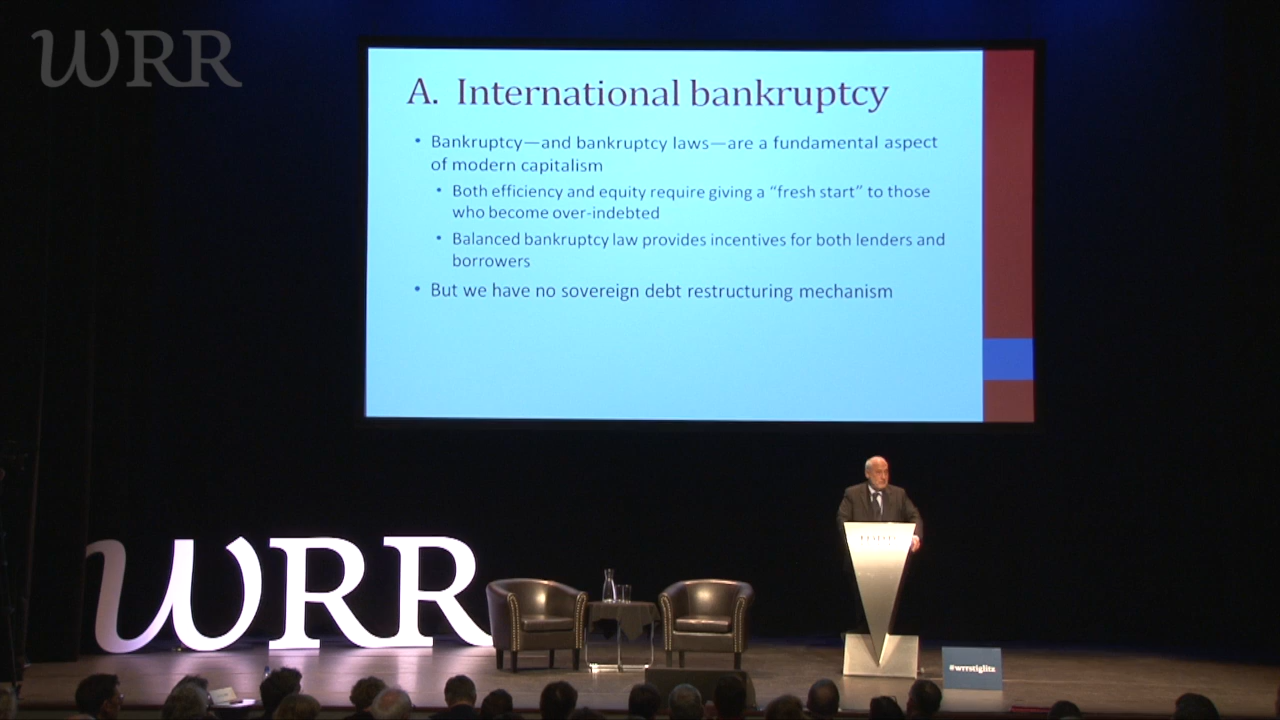 WRR
A. International bankruptcy
• Bankruptcy—and bankruptcy laws—are a fundamental aspect
of modern capitalism
• Both efficiency and equity require giving a “fresh start” to those
who become over-indebted
• Balanced bankruptcy law provides incentives for both lenders and
borrowers
• But we have no sovereign debt restructuring mechanism
WRR
#wrrstiglitz